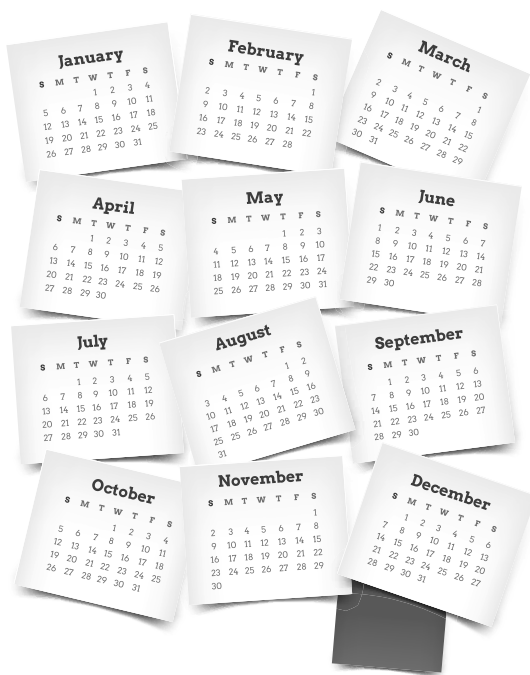 January
S M T W T F S
1 2 3 4
5 6 7 8 9 10 11
12 13 14 15 16 17 18
19 20 21 22 23 24 25
26 27 28 29 30 31
February
S M T W T F S
1
2 3 4 5 6 7 8
9 10 11 12 13 14 15
16 17 18 19 20 21 22
23 24 25 26 27 28
March
S M T W T F S
1
2 3 4 5 6 7 8
9 10 11 12 13 14 15
16 17 18 19 20 21 22
23 24 25 26 27 28 29
30 31
April
S M T W T F S
1 2 3 4 5
6 7 8 9 10 11 12
13 14 15 16 17 18 19
20 21 22 23 24 25 26
27 28 29 30
May
S M T W T F S
1 2 3
4 5 6 7 8 9 10
11 12 13 14 15 16 17
18 19 20 21 22 23 24
25 26 27 28 29 30 31
June
S M T W T F S
1 2 3 4 5 6 7
8 9 10 11 12 13 14
15 16 17 18 19 20 21
22 23 24 25 26 27 28
29 30
July
S M T W T F S
1 2 3 4 5
6 7 8 9 10 11 12
13 14 15 16 17 18 19
20 21 22 23 24 25 26
27 28 29 30 31
August
S M T W T F S
1 2
3 4 5 6 7 8 9
10 11 12 13 14 15 16
17 18 19 20 21 22 23
25 25 26 27 28 29 30
31
September
S M T W T F S
1 2 3 4 5 6
7 8 9 10 11 12 13
14 15 16 17 18 19 20
21 22 23 24 25 26 27
28 29 30
October
S M T W T F S
1 2 3 4
5 6 7 8 9 10 11
12 13 14 15 16 17 18
19 20 21 22 23 24 25
26 27 28 29 30 31
November
S M T W T F S
1
2 3 4 5 6 7 8
9 10 11 12 13 14 15
16 17 18 19 20 21 22
23 24 25 26 27 28 29
30
December
S M T W T F S
1 2 3 4 5 6
7 8 9 10 11 12 13
14 15 16 17 18 19 20
21 22 23 24 25 26 27
28 29 30 31